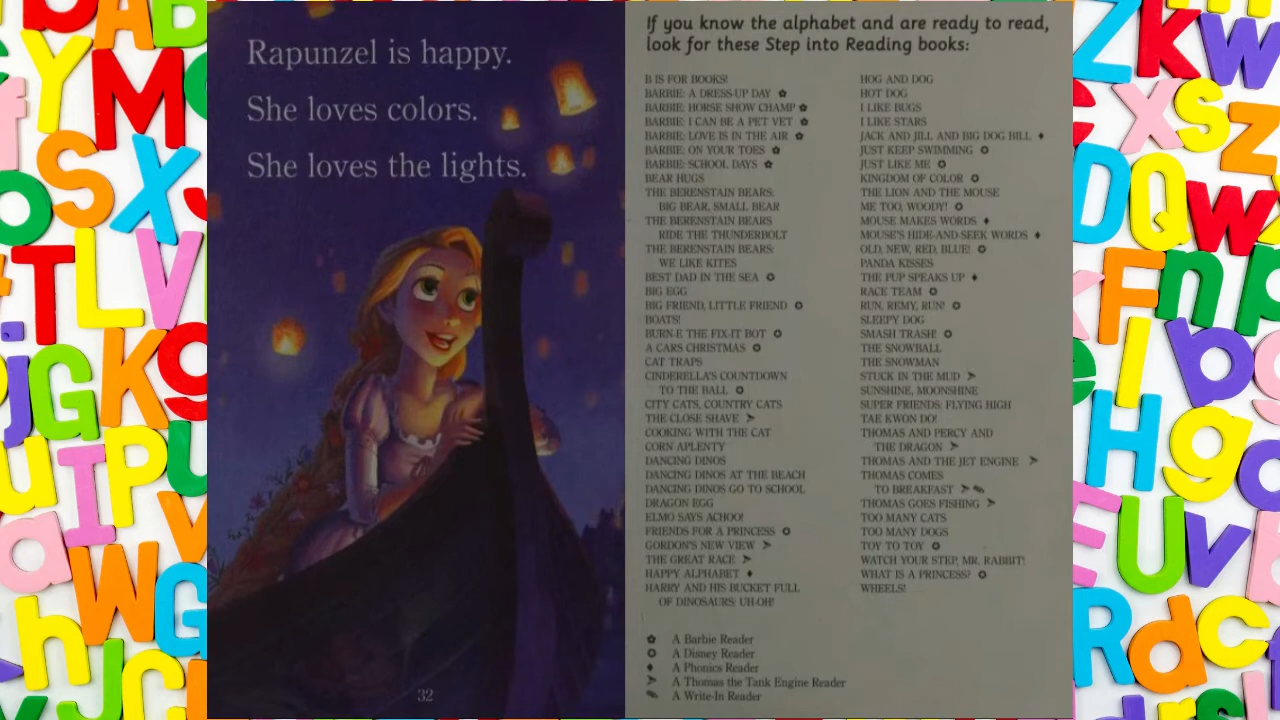 Rapunzel is happy.
She loves colors.
She loves the lights.
32
If you know the alphabet and are ready to read,
look for these Step into Reading books:
B IS FOR BOOKS!
BARBIE: A DRESS-UP DAY ✿
BARBIE: HORSE SHOW CHAMP ✿
BARBIE: I CAN BE A PET VET ✿
BARBIE: LOVE IS IN THE AIR ✿
BARBIE: ON YOUR TOES ✿
BARBIE: SCHOOL DAYS ✿
BEAR HUGS
THE BERENSTAIN BEARS:
BIG BEAR, SMALL BEAR
THE BERENSTAIN BEARS
RIDE THE THUNDERBOLT
THE BERENSTAIN BEARS:
WE LIKE KITES
BEST DAD IN THE SEA ✪
BIG EGG
BIG FRIEND, LITTLE FRIEND ✪
BOATS!
BURN-E THE FIX-IT BOT ✪
A CARS CHRISTMAS ✪
CAT TRAPS
CINDERELLA'S COUNTDOWN
TO THE BALL ✪
CITY CATS, COUNTRY CATS
THE CLOSE SHAVE ➢
COOKING WITH THE CAT
CORN APLENTY
DANCING DINOS
DANCING DINOS AT THE BEACH
DANCING DINOS GO TO SCHOOL
DRAGON EGG
ELMO SAYS ACHOO!
FRIENDS FOR A PRINCESS ✪
GORDON'S NEW VIEW ➢
THE GREAT RACE ➢
HAPPY ALPHABET ♦
HARRY AND HIS BUCKET FULL
OF DINOSAURS: UH-OH!
HOG AND DOG
HOT DOG
I LIKE BUGS
I LIKE STARS
JACK AND JILL AND BIG DOG BILL ♦
JUST KEEP SWIMMING ✪
JUST LIKE ME ✪
KINGDOM OF COLOR ✪
THE LION AND THE MOUSE
ME TOO, WOODY! ✪
MOUSE MAKES WORDS ♦
MOUSE'S HIDE-AND-SEEK WORDS ♦
OLD, NEW, RED, BLUE! ✪
PANDA KISSES
THE PUP SPEAKS UP ♦
RACE TEAM ✪
RUN, REMY, RUN! ✪
SLEEPY DOG
SMASH TRASH! ✪
THE SNOWBALL
THE SNOWMAN
STUCK IN THE MUD ➢
SUNSHINE, MOONSHINE
SUPER FRIENDS: FLYING HIGH
TAE KWON DO!
THOMAS AND PERCY AND
THE DRAGON ➢
THOMAS AND THE JET ENGINE ➢
THOMAS COMES
TO BREAKFAST ➢ ✎
THOMAS GOES FISHING ➢
TOO MANY CATS
TOO MANY DOGS
TOY TO TOY ✪
WATCH YOUR STEP, MR. RABBIT!
WHAT IS A PRINCESS? ✪
WHEELS!
✿ A Barbie Reader
✪ A Disney Reader
♦ A Phonics Reader
➢ A Thomas the Tank Engine Reader
✎ A Write-In Reader